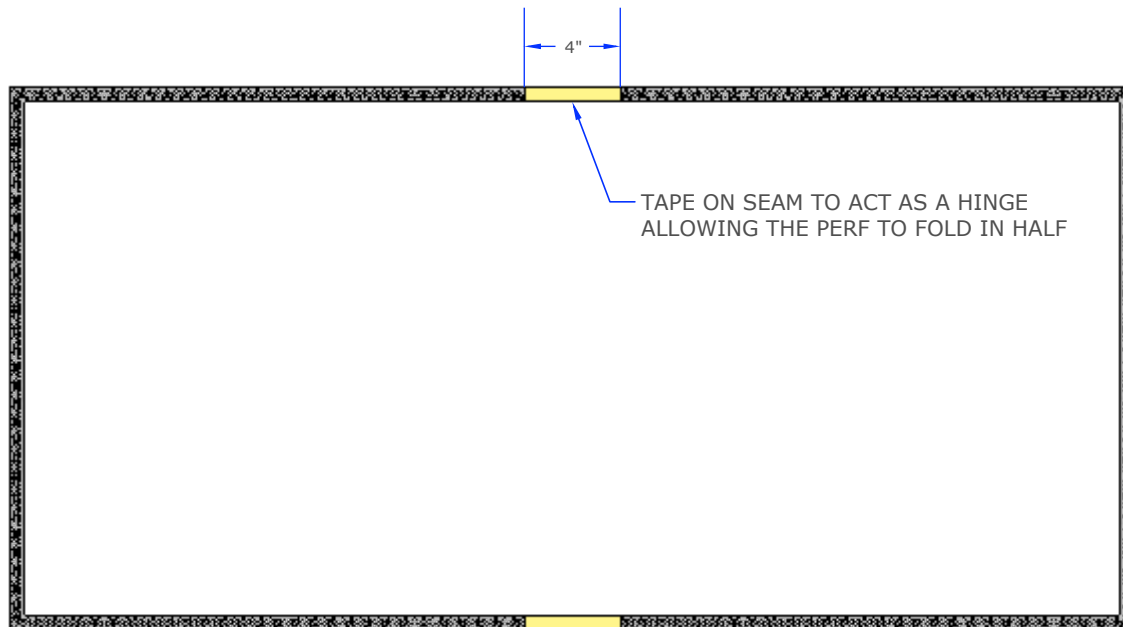 4"
TAPE ON SEAM TO ACT AS A HINGE
ALLOWING THE PERF TO FOLD IN HALF